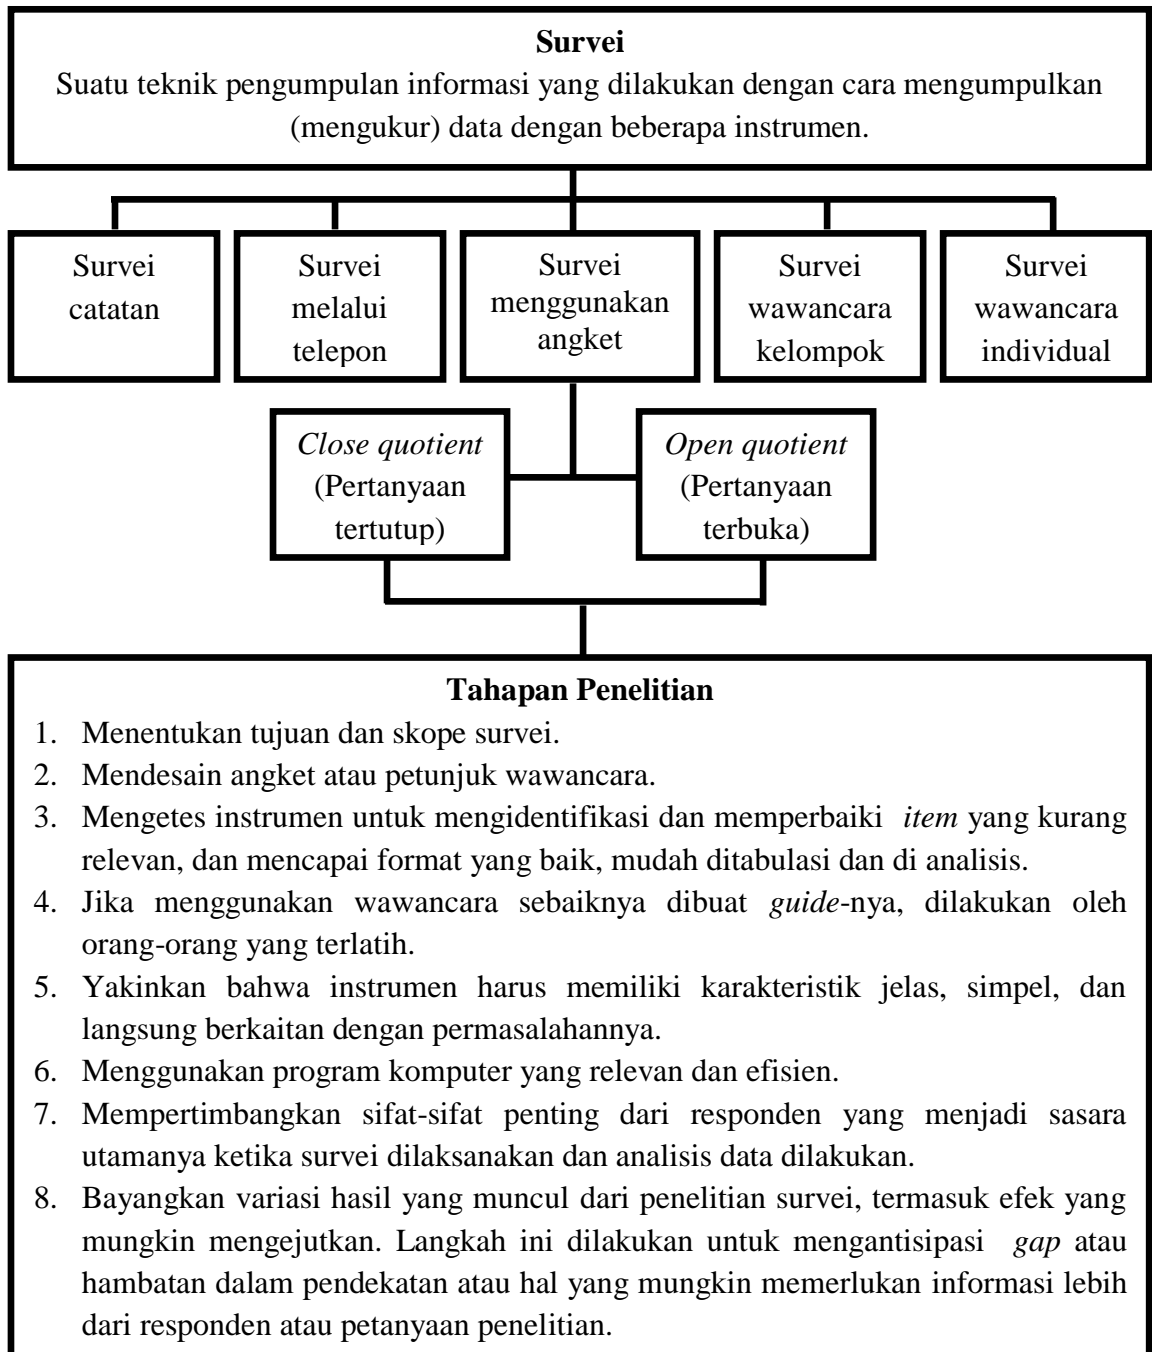 Survei
Suatu teknik pengumpulan informasi yang dilakukan dengan cara mengumpulkan
(mengukur) data dengan beberapa instrumen.
Survei
catatan
Survei
melalui
telepon
Survei
menggunakan
angket
Survei
wawancara
kelompok
Survei
wawancara
individual
Close quotient
(Pertanyaan
tertutup)
Open quotient
(Pertanyaan
terbuka)
Tahapan Penelitian
1. Menentukan tujuan dan skope survei.
2. Mendesain angket atau petunjuk wawancara.
3. Mengetes instrumen untuk mengidentifikasi dan memperbaiki item yang kurang
relevan, dan mencapai format yang baik, mudah ditabulasi dan di analisis.
4. Jika menggunakan wawancara sebaiknya dibuat guide-nya, dilakukan oleh
orang-orang yang terlatih.
5. Yakinkan bahwa instrumen harus memiliki karakteristik jelas, simpel, dan
langsung berkaitan dengan permasalahannya.
6. Menggunakan program komputer yang relevan dan efisien.
7. Mempertimbangkan sifat-sifat penting dari responden yang menjadi sasara
utamanya ketika survei dilaksanakan dan analisis data dilakukan.
8. Bayangkan variasi hasil yang muncul dari penelitian survei, termasuk efek yang
mungkin mengejutkan. Langkah ini dilakukan untuk mengantisipasi gap atau
hambatan dalam pendekatan atau hal yang mungkin memerlukan informasi lebih
dari responden atau petanyaan penelitian.